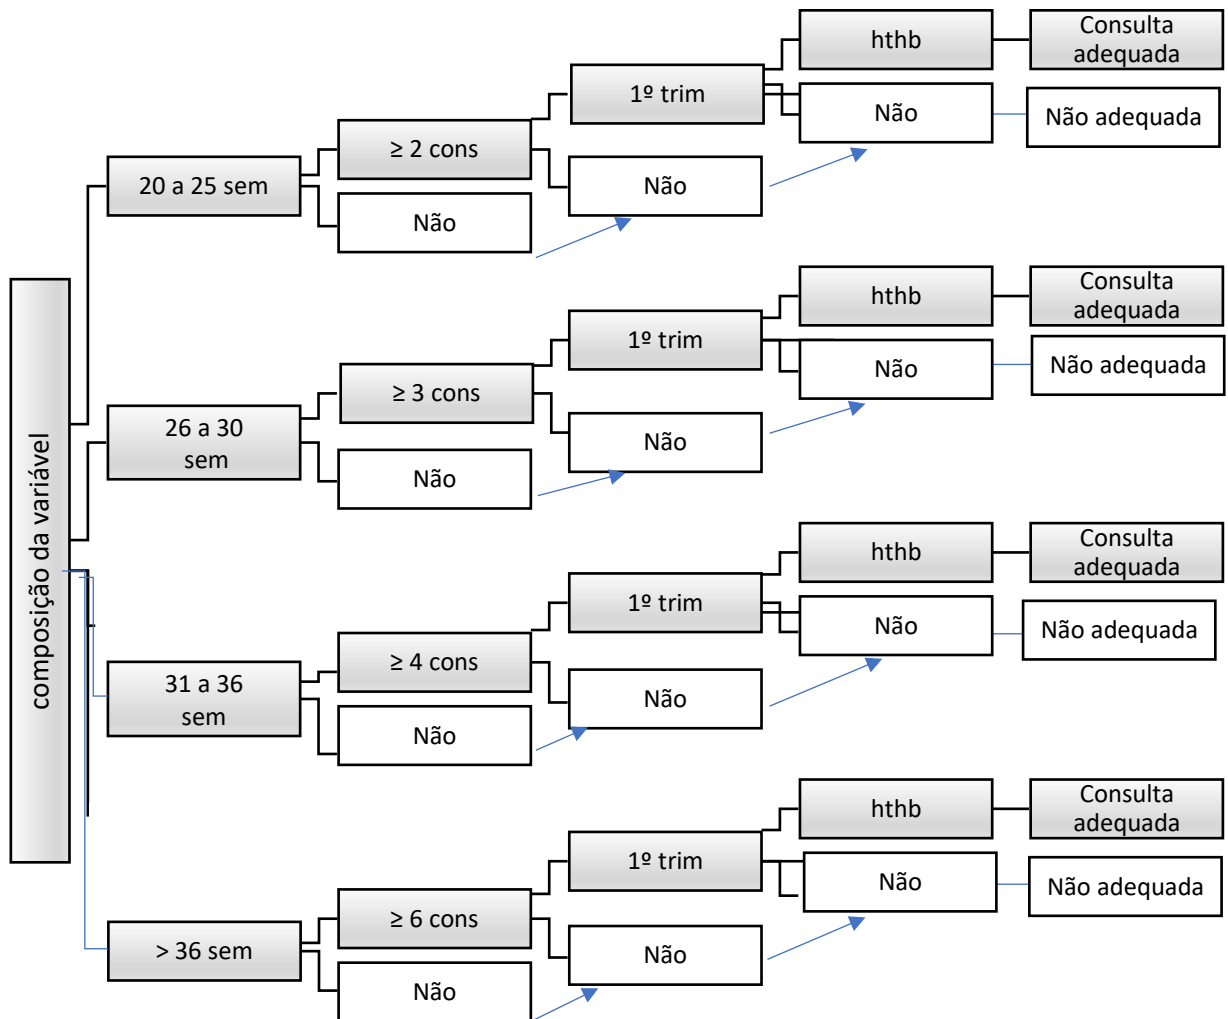 composição da variável
20 a 25 sem
≥ 2 cons
Não
1º trim
Não
hthb
Não
Consulta
adequada
Não adequada
26 a 30
sem
≥ 3 cons
Não
1º trim
Não
hthb
Não
Consulta
adequada
Não adequada
31 a 36
sem
≥ 4 cons
Não
1º trim
Não
hthb
Não
Consulta
adequada
Não adequada
> 36 sem
≥ 6 cons
Não
1º trim
Não
hthb
Não
Consulta
adequada
Não adequada